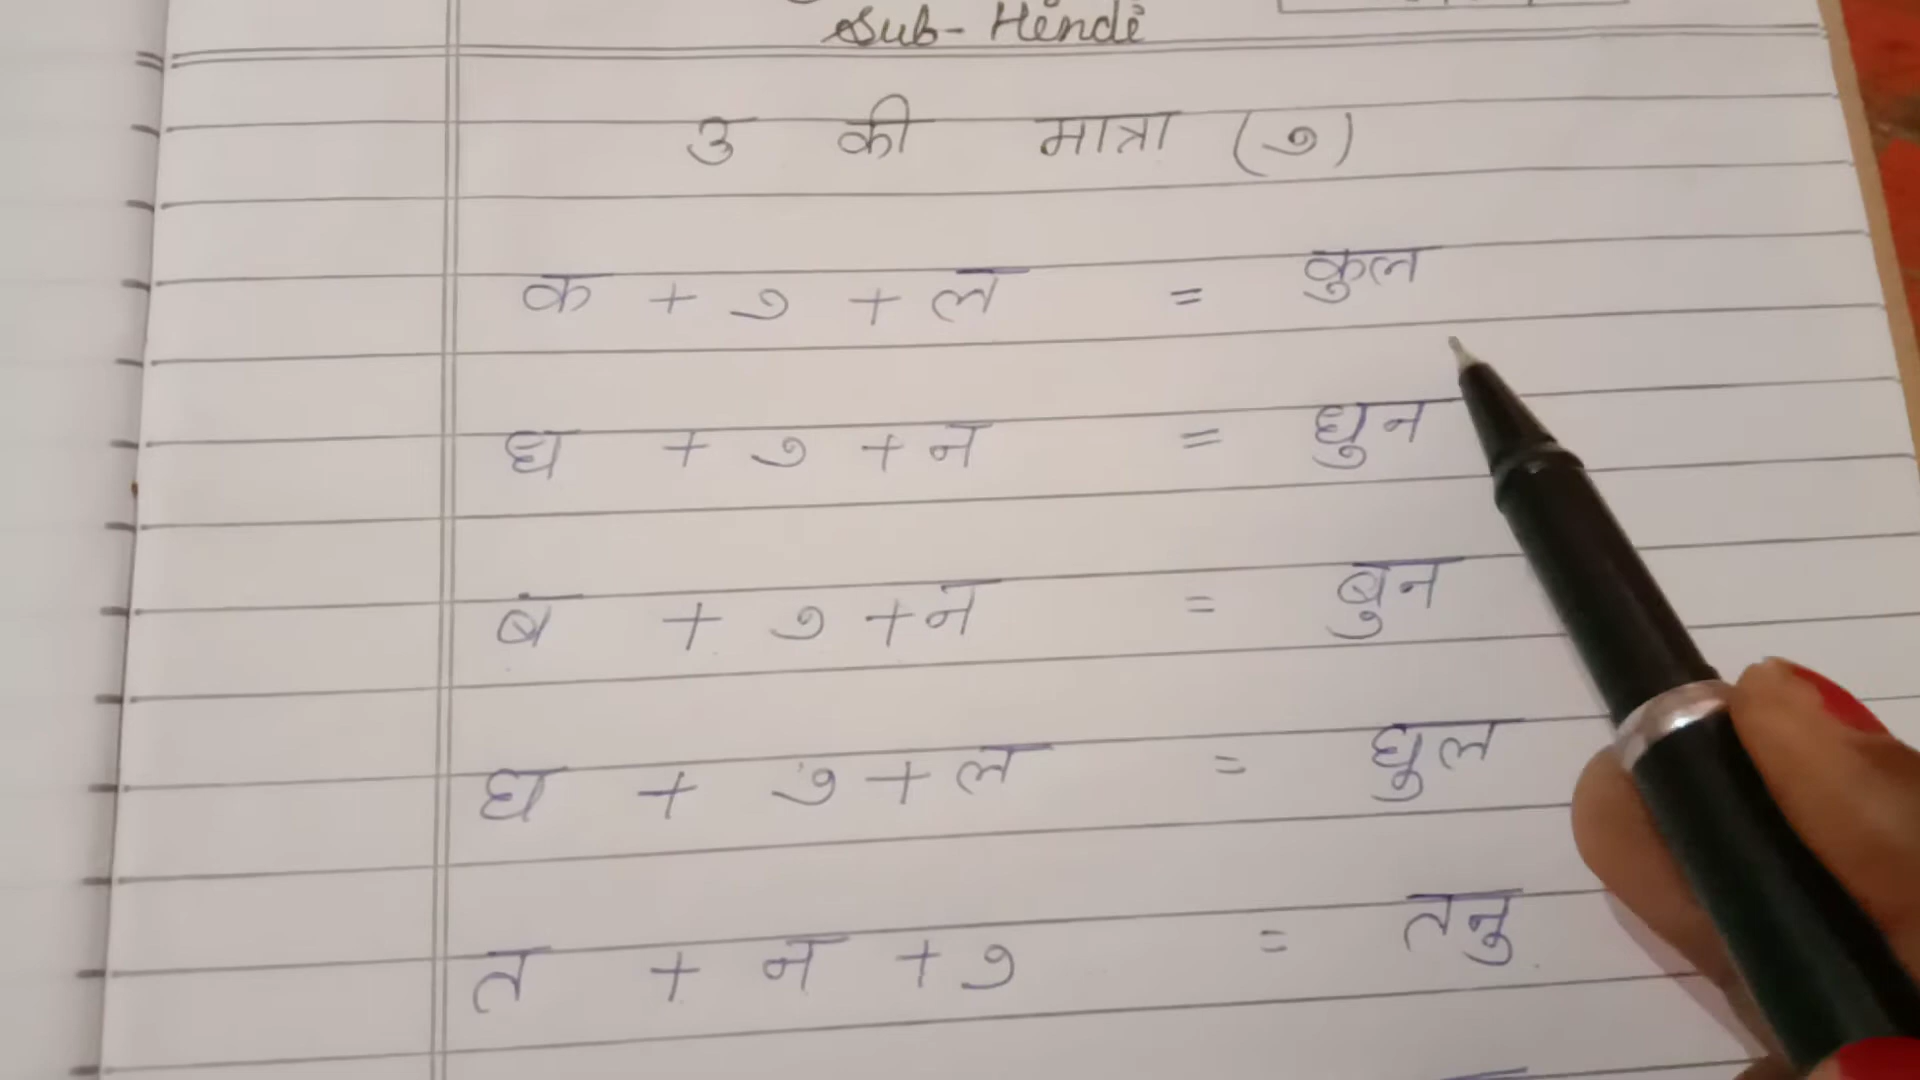 Sub- Hindi
उ की मात्रा (ु)
क + ु + ल = कुल
ध + ु + न = धुन
ब + ु + न = बुन
घ + ु + ल = घुल
त + न + ु = तनु